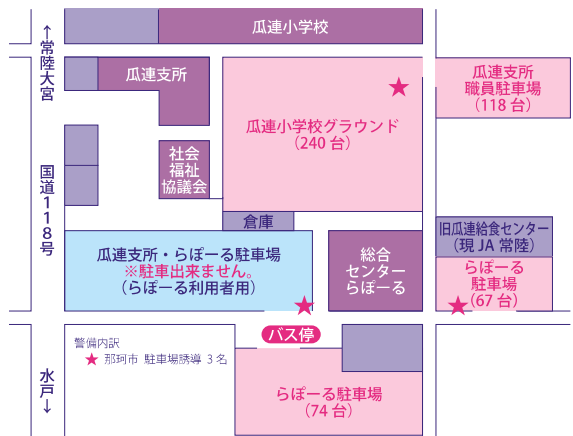 ↑常陸大宮
国道118号
水戸↓
瓜連小学校
瓜連支所
瓜連小学校グラウンド
(240 台)
瓜連支所
職員駐車場
(118 台)
社会
福祉
協議会
倉庫
旧瓜連給食センター
(現 JA 常陸)
瓜連支所・らぽーる駐車場
※駐車出来ません。
(らぽーる利用者用)
総合
センター
らぽーる
らぽーる
駐車場
(67 台)
バス停
警備内訳
★ 那珂市 駐車場誘導 3 名
らぽーる駐車場
(74 台)